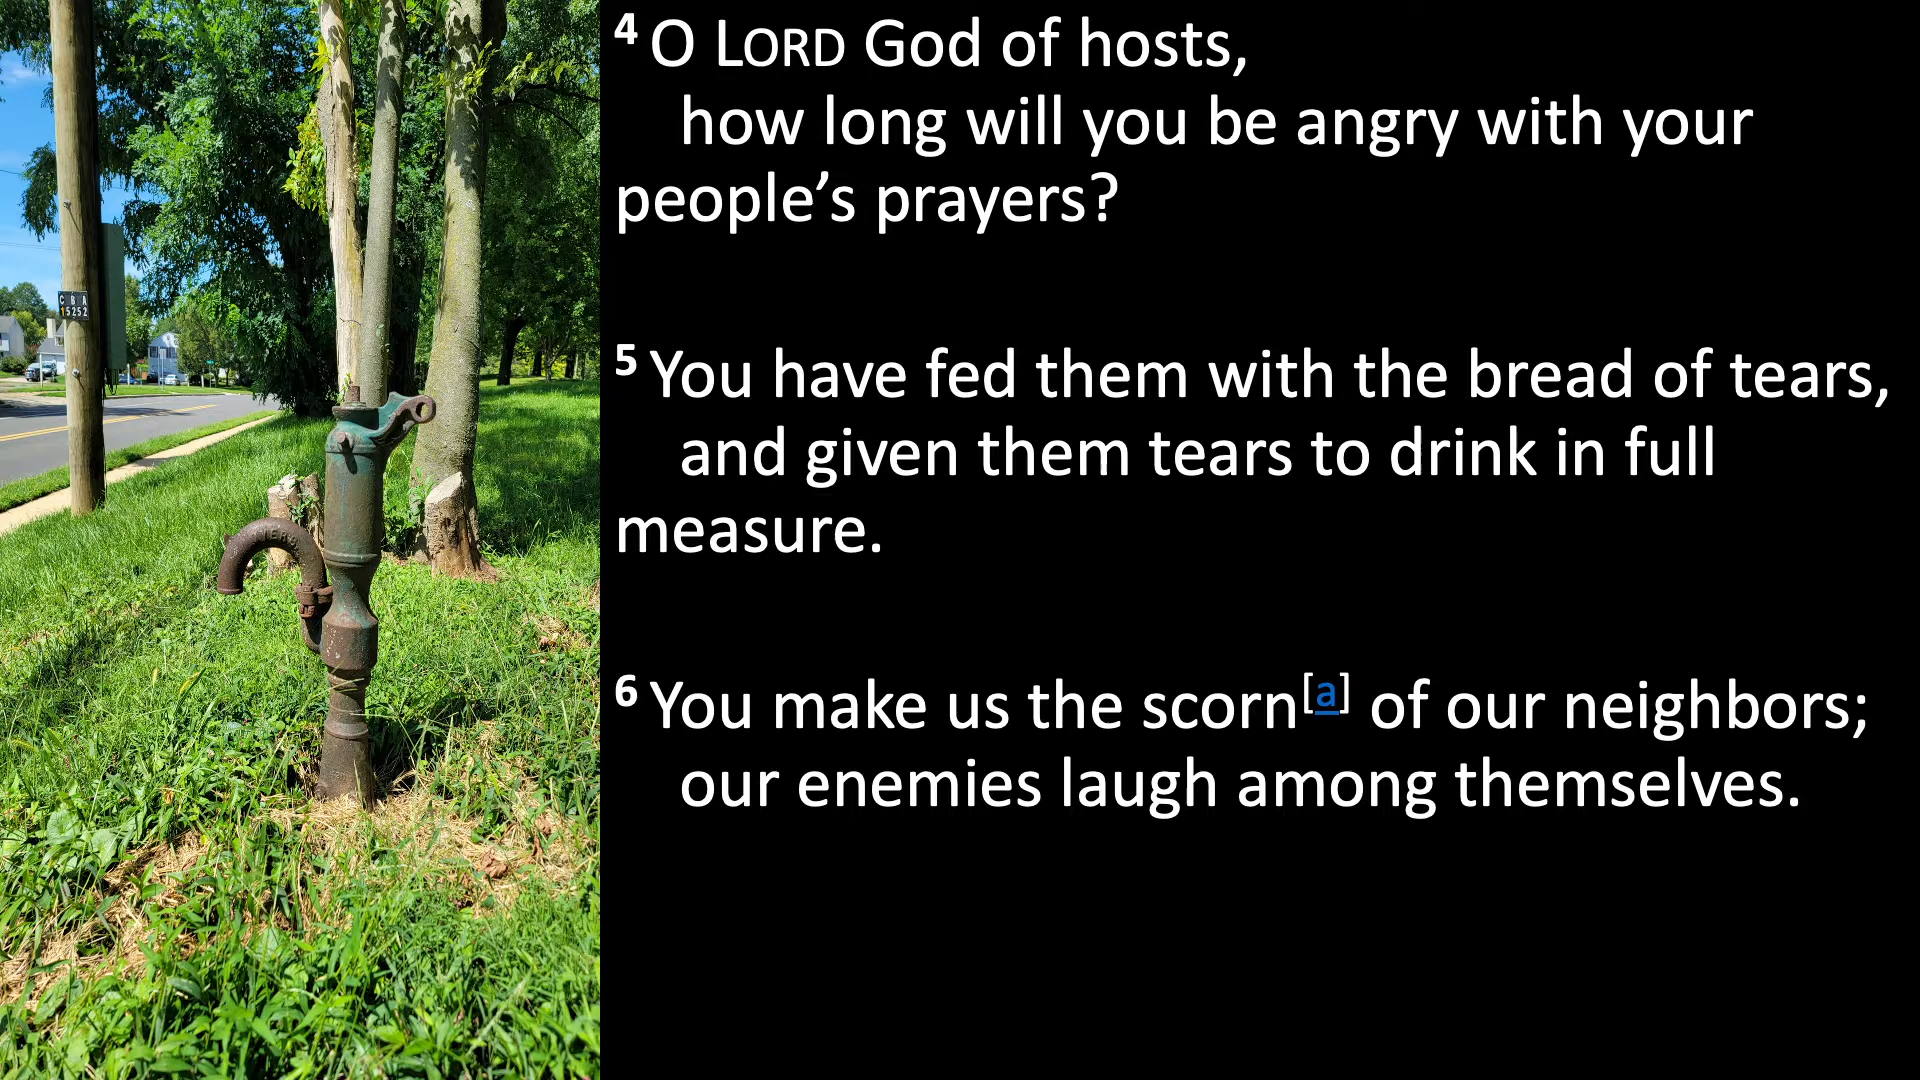 C B A
15252
4 O LORD God of hosts,
how long will you be angry with your
people’s prayers?
5 You have fed them with the bread of tears,
and given them tears to drink in full
measure.
6 You make us the scorn[a] of our neighbors;
our enemies laugh among themselves.